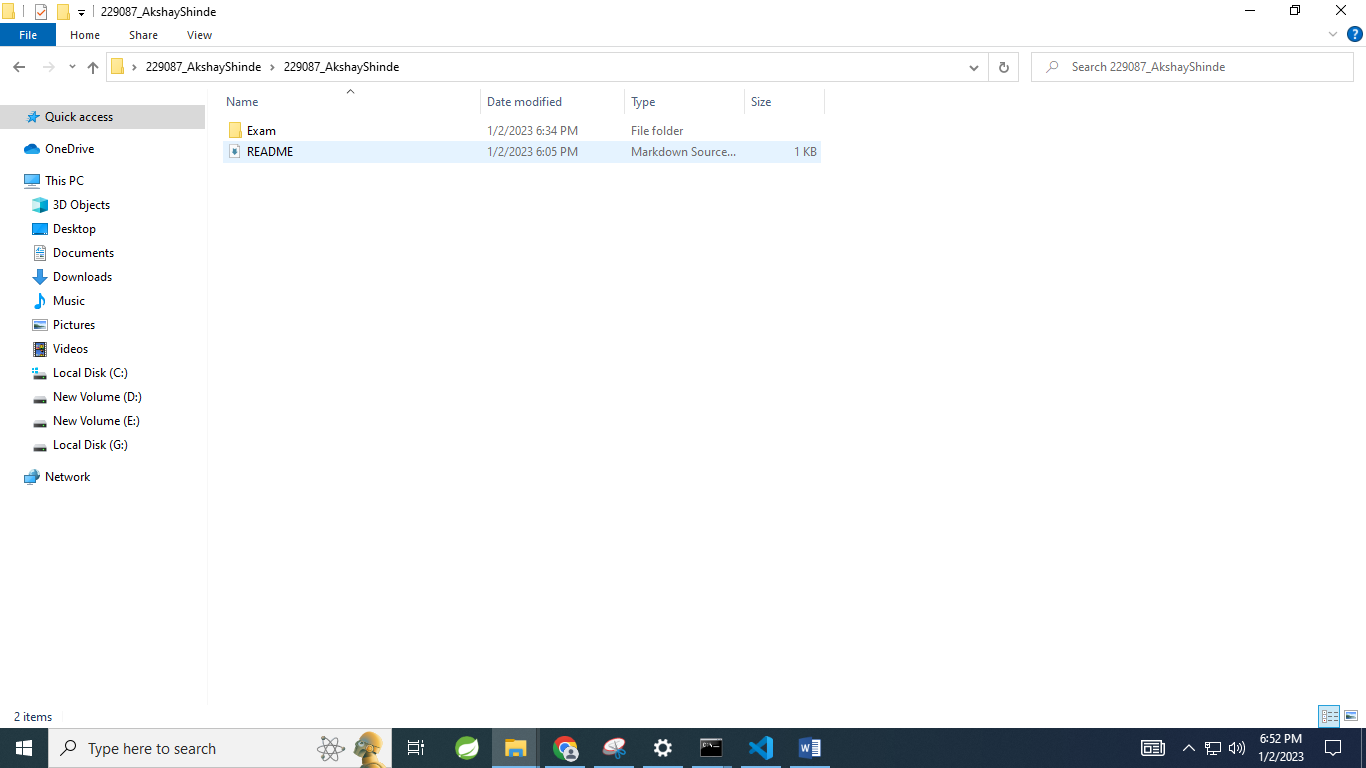 229087_AkshayShinde
File Home Share View
229087_AkshayShinde > 229087_AkshayShinde
Search 229087_AkshayShinde
Name Date modified Type Size
Exam 1/2/2023 6:34 PM File folder
README 1/2/2023 6:05 PM Markdown Source... 1 KB
Quick access
OneDrive
This PC
3D Objects
Desktop
Documents
Downloads
Music
Pictures
Videos
Local Disk (C:)
New Volume (D:)
New Volume (E:)
Local Disk (G:)
Network
2 items
Type here to search
6:52 PM
1/2/2023